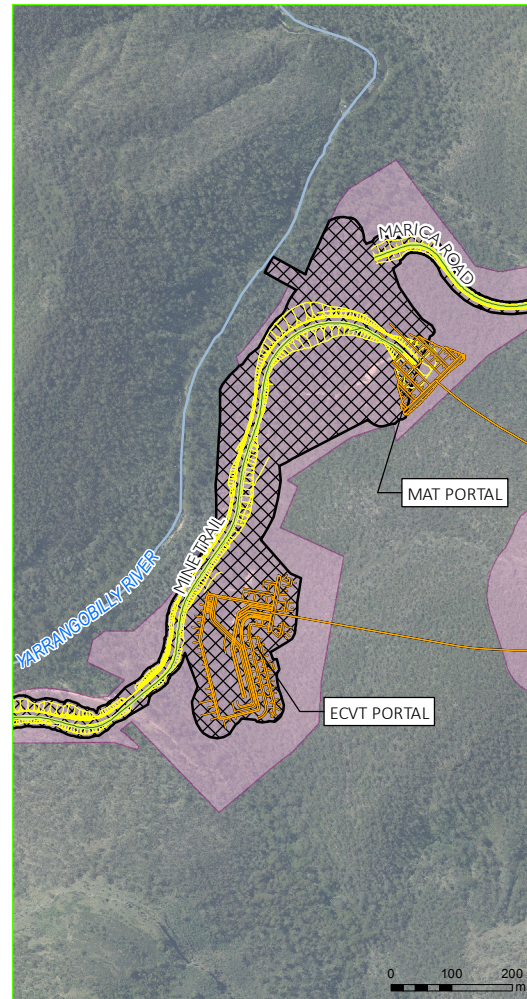 MARICA ROAD
MAT PORTAL
MINE TRAIL
YARRANGOBILLY RIVER
ECVT PORTAL
0 100 200
m